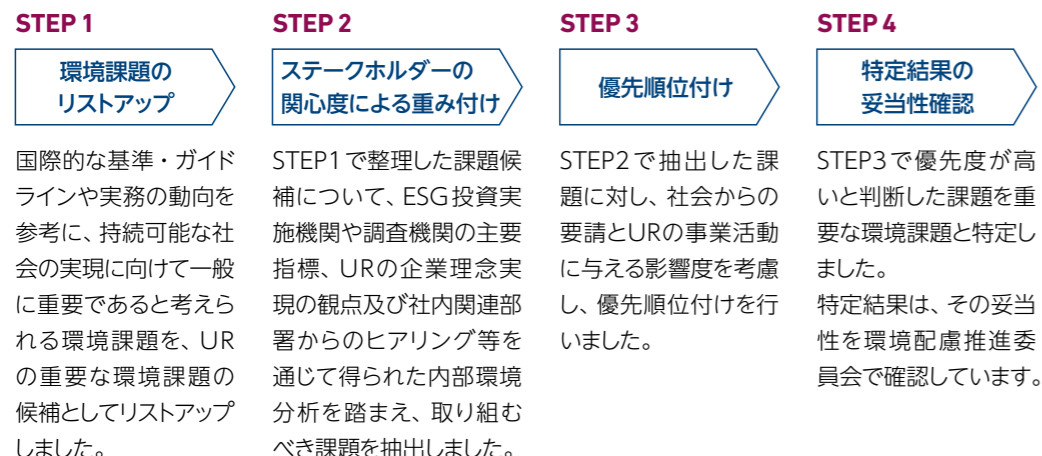 STEP 1
環境課題の
リストアップ
国際的な基準・ガイド
ラインや実務の動向を
参考に、持続可能な社
会の実現に向けて一般
に重要であると考えら
れる環境課題を、UR
の重要な環境課題の
候補としてリストアップ
しました。
STEP 2
ステークホルダーの
関心度による重み付け
STEP1で整理した課題候
補について、ESG投資実
施機関や調査機関の主要
指標、URの企業理念実
現の観点及び社内関連部
署からのヒアリング等を
通じて得られた内部環境
分析を踏まえ、取り組む
べき課題を抽出しました。
STEP 3
優先順位付け
STEP2で抽出した課
題に対し、社会からの
要請とURの事業活動
に与える影響度を考慮
し、優先順位付けを行
いました。
STEP 4
特定結果の
妥当性確認
STEP3で優先度が高
いと判断した課題を重
要な環境課題と特定し
ました。
特定結果は、その妥当
性を環境配慮推進委
員会で確認しています。